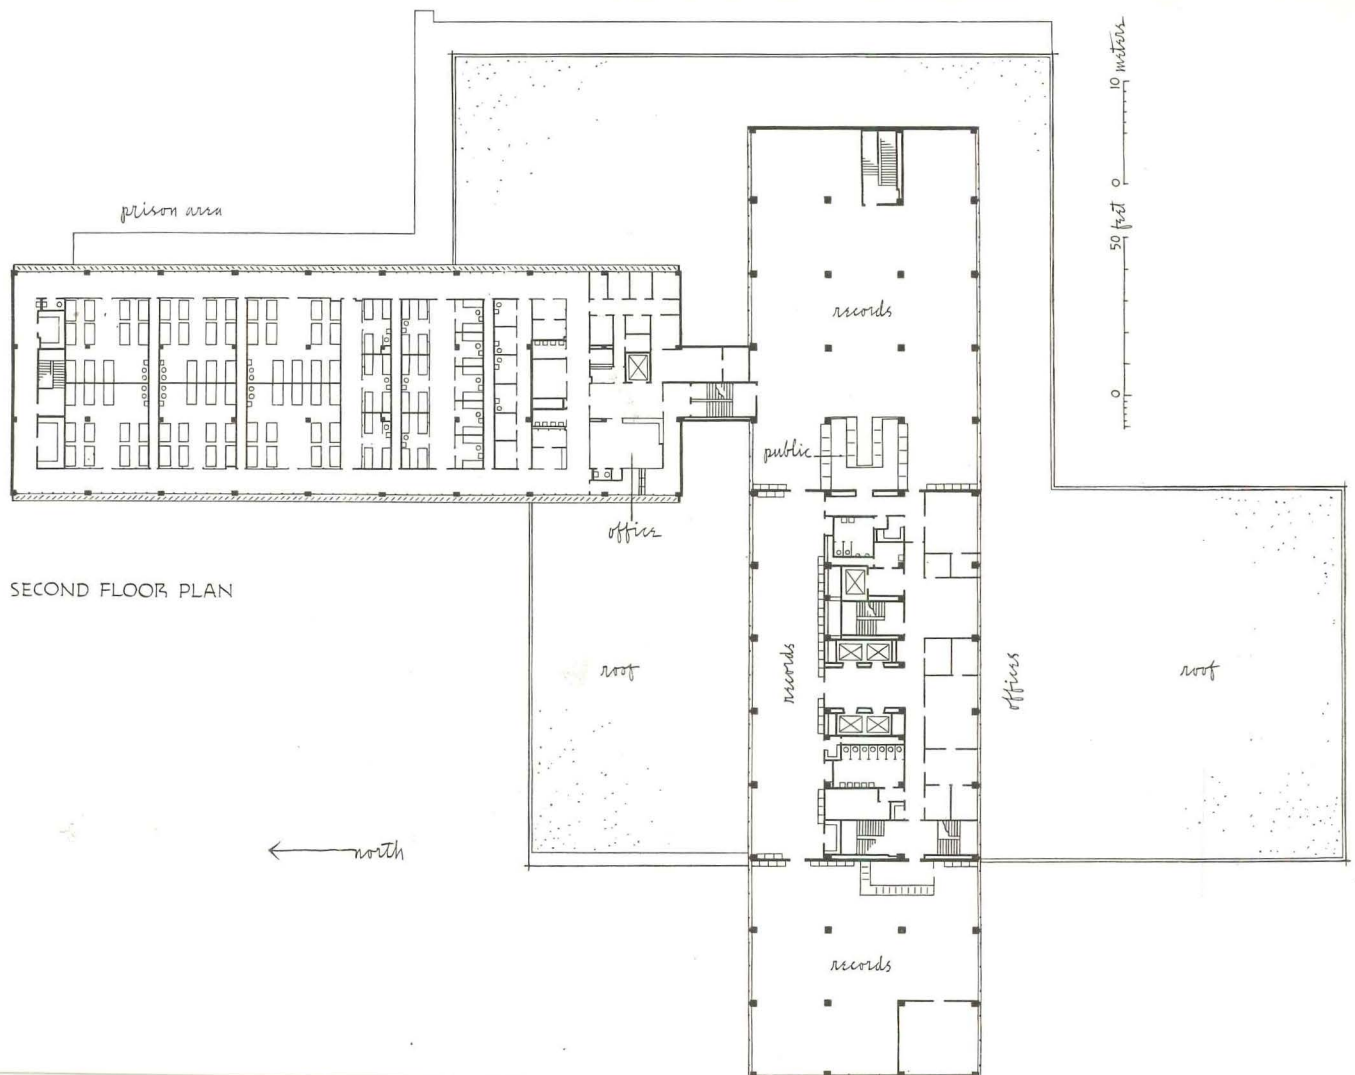 10 meters
0
prison area
50 feet
records
0
public
office
SECOND FLOOR PLAN
roof
records
offices
roof
north
records